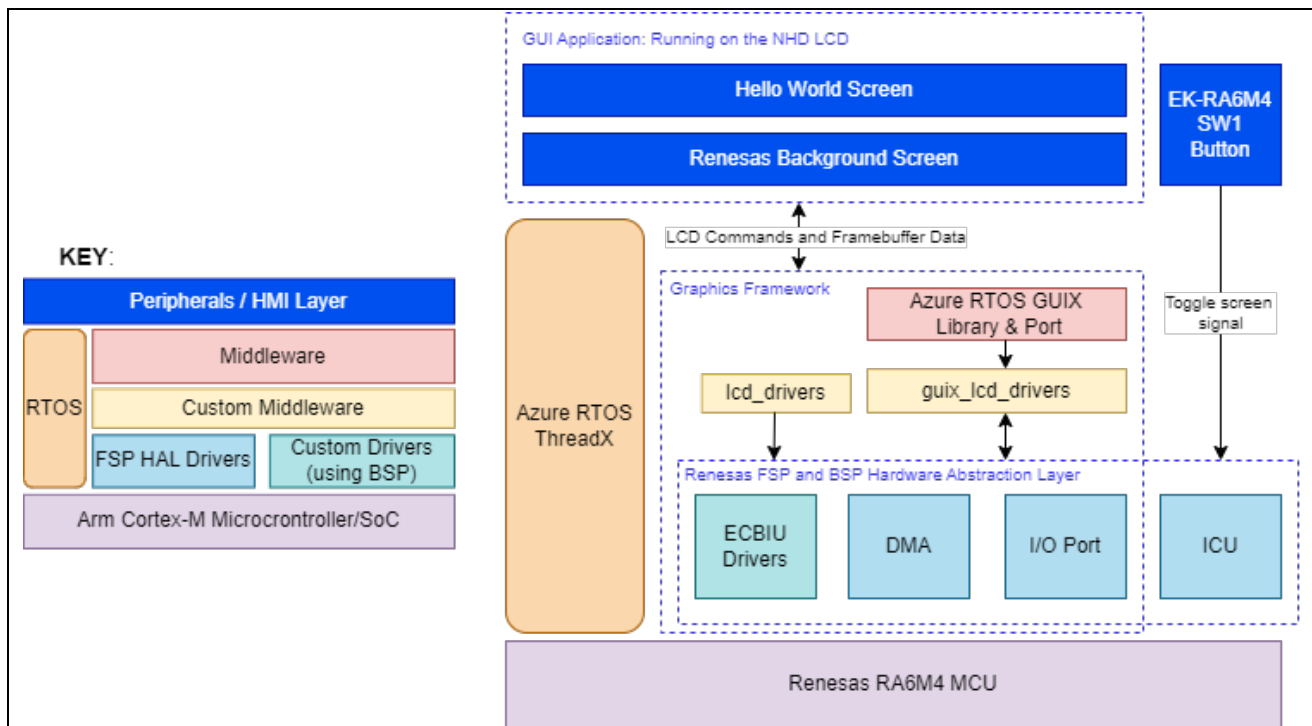 GUI Application: Running on the NHD LCD
Hello World Screen
Renesas Background Screen
EK-RA6M4
SW1
Button
LCD Commands and Framebuffer Data
KEY:
Peripherals / HMI Layer
RTOS
Middleware
Custom Middleware
FSP HAL Drivers
Custom Drivers
(using BSP)
Arm Cortex-M Microcrontroller/SoC
Azure RTOS
ThreadX
Graphics Framework
Azure RTOS GUIX
Library & Port
lcd_drivers
guix_lcd_drivers
Toggle screen
signal
Renesas FSP and BSP Hardware Abstraction Layer
ECBIU
Drivers
DMA
I/O Port
ICU
Renesas RA6M4 MCU